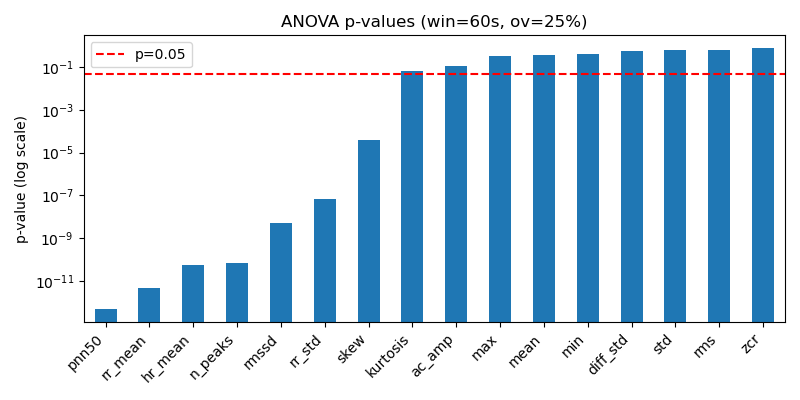 ANOVA p-values (win=60s, ov=25%)
p=0.05
p-value (log scale)
10⁻¹
10⁻³
10⁻⁵
10⁻⁷
10⁻⁹
10⁻¹¹
pnn50
rr_mean
hr_mean
n_peaks
rmssd
rr_std
skew
kurtosis
ac_amp
max
mean
min
diff_std
std
rms
zcr